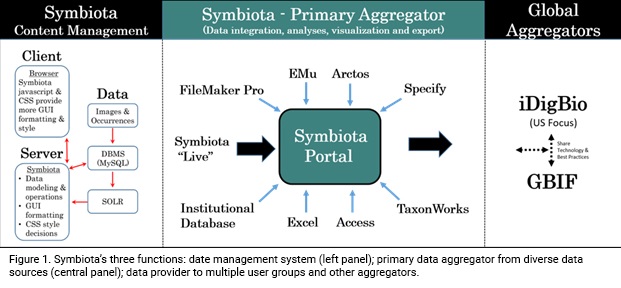 Symbiota
Content Management
Symbiota - Primary Aggregator
(Data integration, analyses, visualization and export)
Global
Aggregators
Client
Browser
Symbiota
javascript &
CSS provide
more GUI
formatting &
style
Data
Images &
Occurrences
DBMS
(MySQL)
SOLR
Server
Symbiota
• Data
modeling &
operations
• GUI
formatting
• CSS style
decisions
FileMaker Pro
EMu
Arctos
Specify
Symbiota
"Live"
Symbiota
Portal
Institutional
Database
Excel
Access
TaxonWorks
iDigBio
(US Focus)
Share
Technology &
Best Practices
GBIF
Figure 1. Symbiota's three functions: date management system (left panel); primary data aggregator from diverse data
sources (central panel); data provider to multiple user groups and other aggregators.